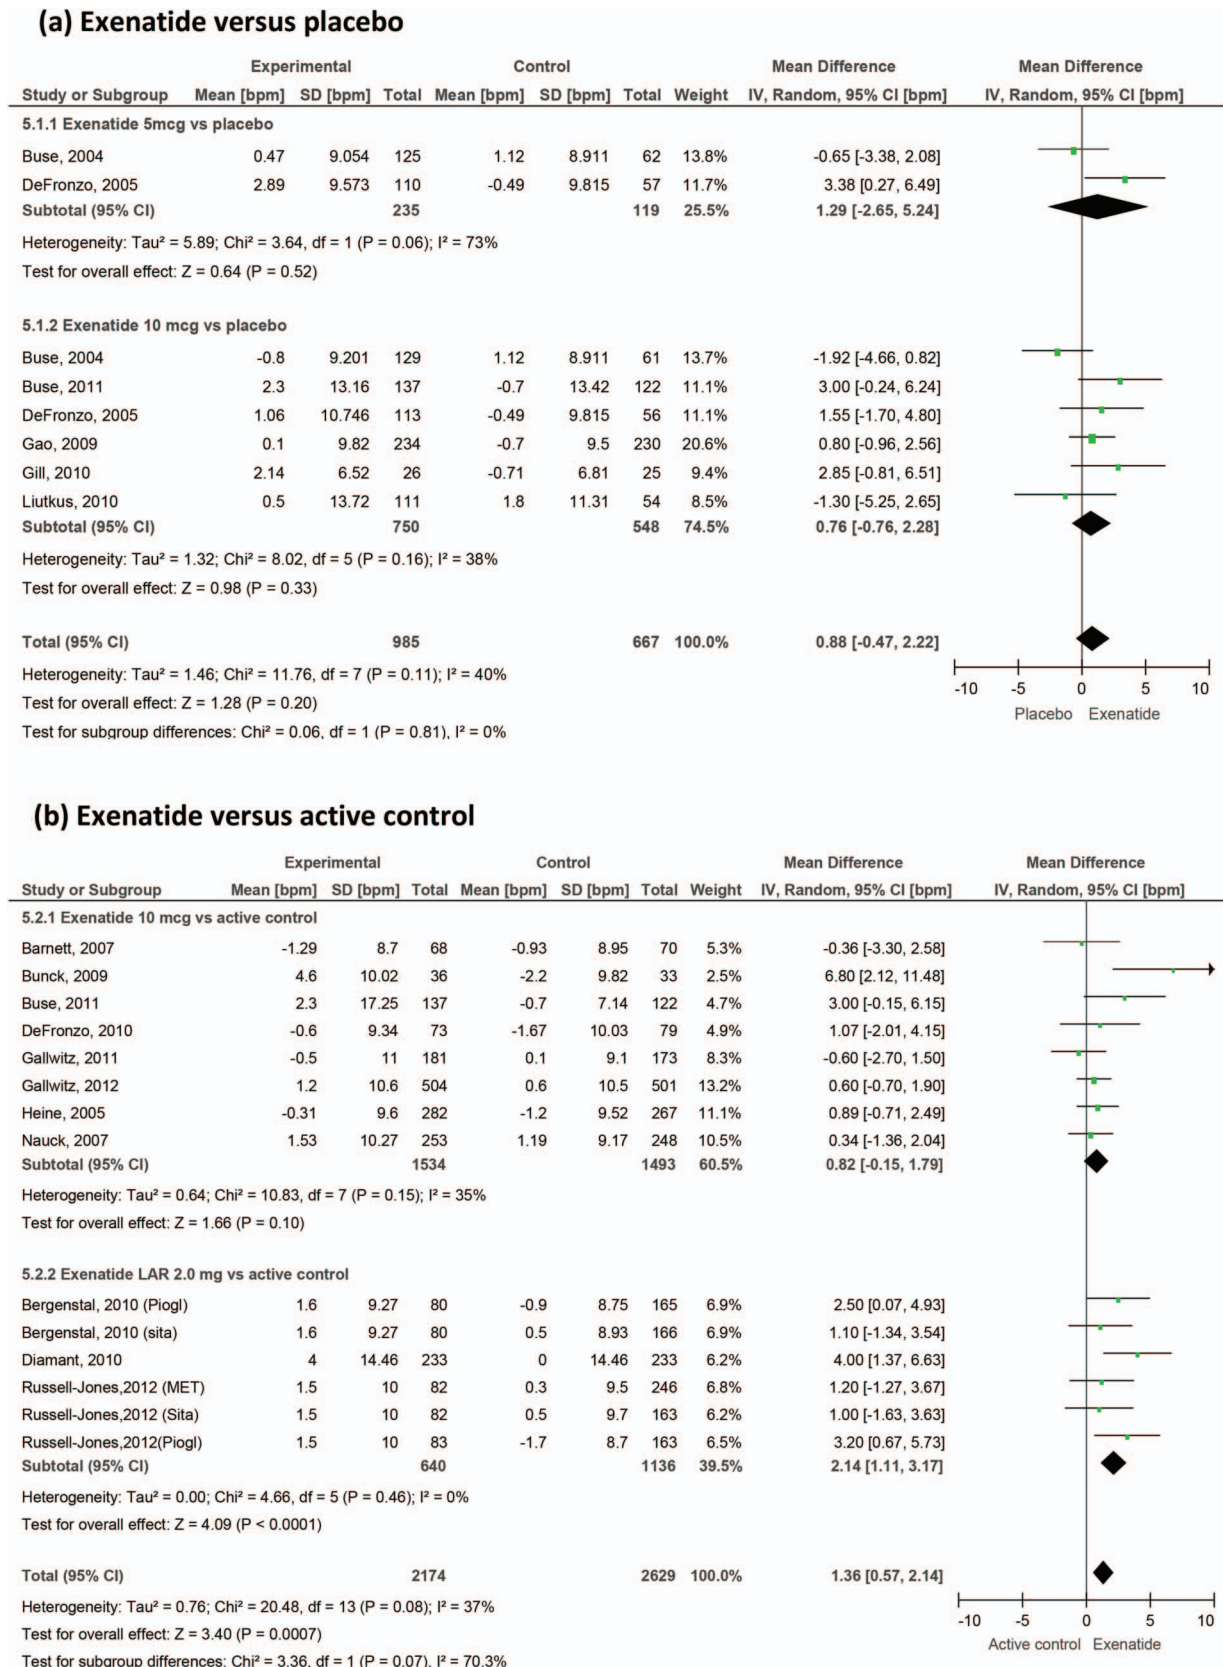 (a) Exenatide versus placebo
Experimental Control Mean Difference Mean Difference
Study or Subgroup Mean [bpm] SD [bpm] Total Mean [bpm] SD [bpm] Total Weight IV, Random, 95% CI [bpm] IV, Random, 95% CI [bpm]
5.1.1 Exenatide 5mcg vs placebo
Buse, 2004 0.47 9.054 125 1.12 8.911 62 13.8% -0.65 [-3.38, 2.08]
DeFronzo, 2005 2.89 9.573 110 -0.49 9.815 57 11.7% 3.38 [0.27, 6.49]
Subtotal (95% CI) 235 119 25.5% 1.29 [-2.65, 5.24]
Heterogeneity: Tau² = 5.89; Chi² = 3.64, df = 1 (P = 0.06); I² = 73%
Test for overall effect: Z = 0.64 (P = 0.52)
5.1.2 Exenatide 10 mcg vs placebo
Buse, 2004 -0.8 9.201 129 1.12 8.911 61 13.7% -1.92 [-4.66, 0.82]
Buse, 2011 2.3 13.16 137 -0.7 13.42 122 11.1% 3.00 [-0.24, 6.24]
DeFronzo, 2005 1.06 10.746 113 -0.49 9.815 56 11.1% 1.55 [-1.70, 4.80]
Gao, 2009 0.1 9.82 234 -0.7 9.5 230 20.6% 0.80 [-0.96, 2.56]
Gill, 2010 2.14 6.52 26 -0.71 6.81 25 9.4% 2.85 [-0.81, 6.51]
Liutkus, 2010 0.5 13.72 111 1.8 11.31 54 8.5% -1.30 [-5.25, 2.65]
Subtotal (95% CI) 750 548 74.5% 0.76 [-0.76, 2.28]
Heterogeneity: Tau² = 1.32; Chi² = 8.02, df = 5 (P = 0.16); I² = 38%
Test for overall effect: Z = 0.98 (P = 0.33)
Total (95% CI) 985 667 100.0% 0.88 [-0.47, 2.22]
Heterogeneity: Tau² = 1.46; Chi² = 11.76, df = 7 (P = 0.11); I² = 40%
Test for overall effect: Z = 1.28 (P = 0.20)
Test for subgroup differences: Chi² = 0.06, df = 1 (P = 0.81), I² = 0%
-10 -5 0 5 10
Placebo Exenatide
(b) Exenatide versus active control
Experimental Control Mean Difference Mean Difference
Study or Subgroup Mean [bpm] SD [bpm] Total Mean [bpm] SD [bpm] Total Weight IV, Random, 95% CI [bpm] IV, Random, 95% CI [bpm]
5.2.1 Exenatide 10 mcg vs active control
Barnett, 2007 -1.29 8.7 68 -0.93 8.95 70 5.3% -0.36 [-3.30, 2.58]
Bunck, 2009 4.6 10.02 36 -2.2 9.82 33 2.5% 6.80 [2.12, 11.48]
Buse, 2011 2.3 17.25 137 -0.7 7.14 122 4.7% 3.00 [-0.15, 6.15]
DeFronzo, 2010 -0.6 9.34 73 -1.67 10.03 79 4.9% 1.07 [-2.01, 4.15]
Gallwitz, 2011 -0.5 11 181 0.1 9.1 173 8.3% -0.60 [-2.70, 1.50]
Gallwitz, 2012 1.2 10.6 504 0.6 10.5 501 13.2% 0.60 [-0.70, 1.90]
Heine, 2005 -0.31 9.6 282 -1.2 9.52 267 11.1% 0.89 [-0.71, 2.49]
Nauck, 2007 1.53 10.27 253 1.19 9.17 248 10.5% 0.34 [-1.36, 2.04]
Subtotal (95% CI) 1534 1493 60.5% 0.82 [-0.15, 1.79]
Heterogeneity: Tau² = 0.64; Chi² = 10.83, df = 7 (P = 0.15); I² = 35%
Test for overall effect: Z = 1.66 (P = 0.10)
5.2.2 Exenatide LAR 2.0 mg vs active control
Bergenstal, 2010 (Piogl) 1.6 9.27 80 -0.9 8.75 165 6.9% 2.50 [0.07, 4.93]
Bergenstal, 2010 (sita) 1.6 9.27 80 0.5 8.93 166 6.9% 1.10 [-1.34, 3.54]
Diamant, 2010 4 14.46 233 0 14.46 233 6.2% 4.00 [1.37, 6.63]
Russell-Jones,2012 (MET) 1.5 10 82 0.3 9.5 246 6.8% 1.20 [-1.27, 3.67]
Russell-Jones,2012 (Sita) 1.5 10 82 0.5 9.7 163 6.2% 1.00 [-1.63, 3.63]
Russell-Jones,2012(Piogl) 1.5 10 83 -1.7 8.7 163 6.5% 3.20 [0.67, 5.73]
Subtotal (95% CI) 640 1136 39.5% 2.14 [1.11, 3.17]
Heterogeneity: Tau² = 0.00; Chi² = 4.66, df = 5 (P = 0.46); I² = 0%
Test for overall effect: Z = 4.09 (P < 0.0001)
Total (95% CI) 2174 2629 100.0% 1.36 [0.57, 2.14]
Heterogeneity: Tau² = 0.76; Chi² = 20.48, df = 13 (P = 0.08); I² = 37%
Test for overall effect: Z = 3.40 (P = 0.0007)
Test for subgroup differences: Chi² = 3.36, df = 1 (P = 0.07), I² = 70.3%
-10 -5 0 5 10
Active control Exenatide